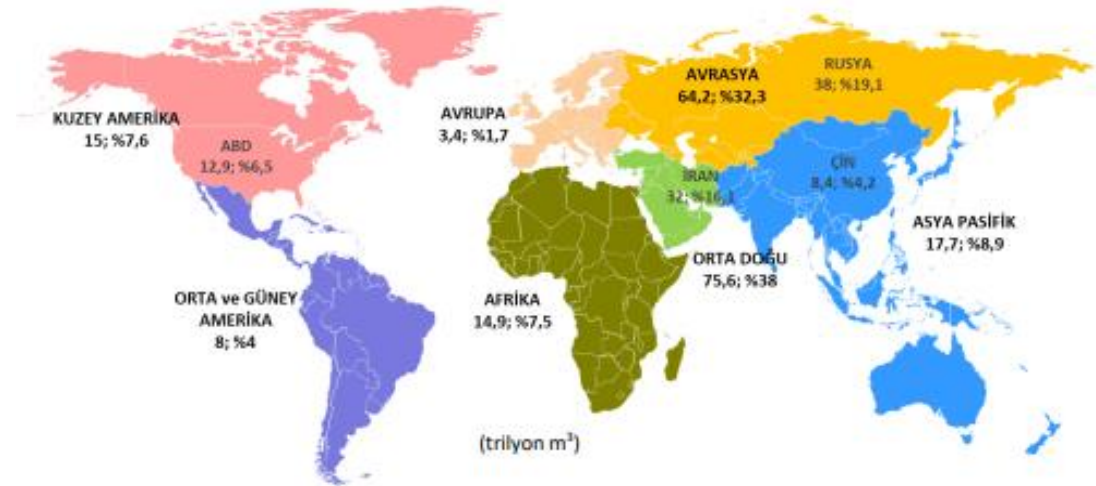 KUZEY AMERİKA
15; %7,6
ABD
12,9; %6,5
ORTA ve GÜNEY
AMERİKA
8; %4
AVRUPA
3,4; %1,7
AVRASYA
64,2; %32,3
RUSYA
38; %19,1
İRAN
32; %16,1
ÇİN
8,4; %4,2
ASYA PASİFİK
17,7; %8,9
ORTA DOĞU
75,6; %38
AFRİKA
14,9; %7,5
(trilyon m³)